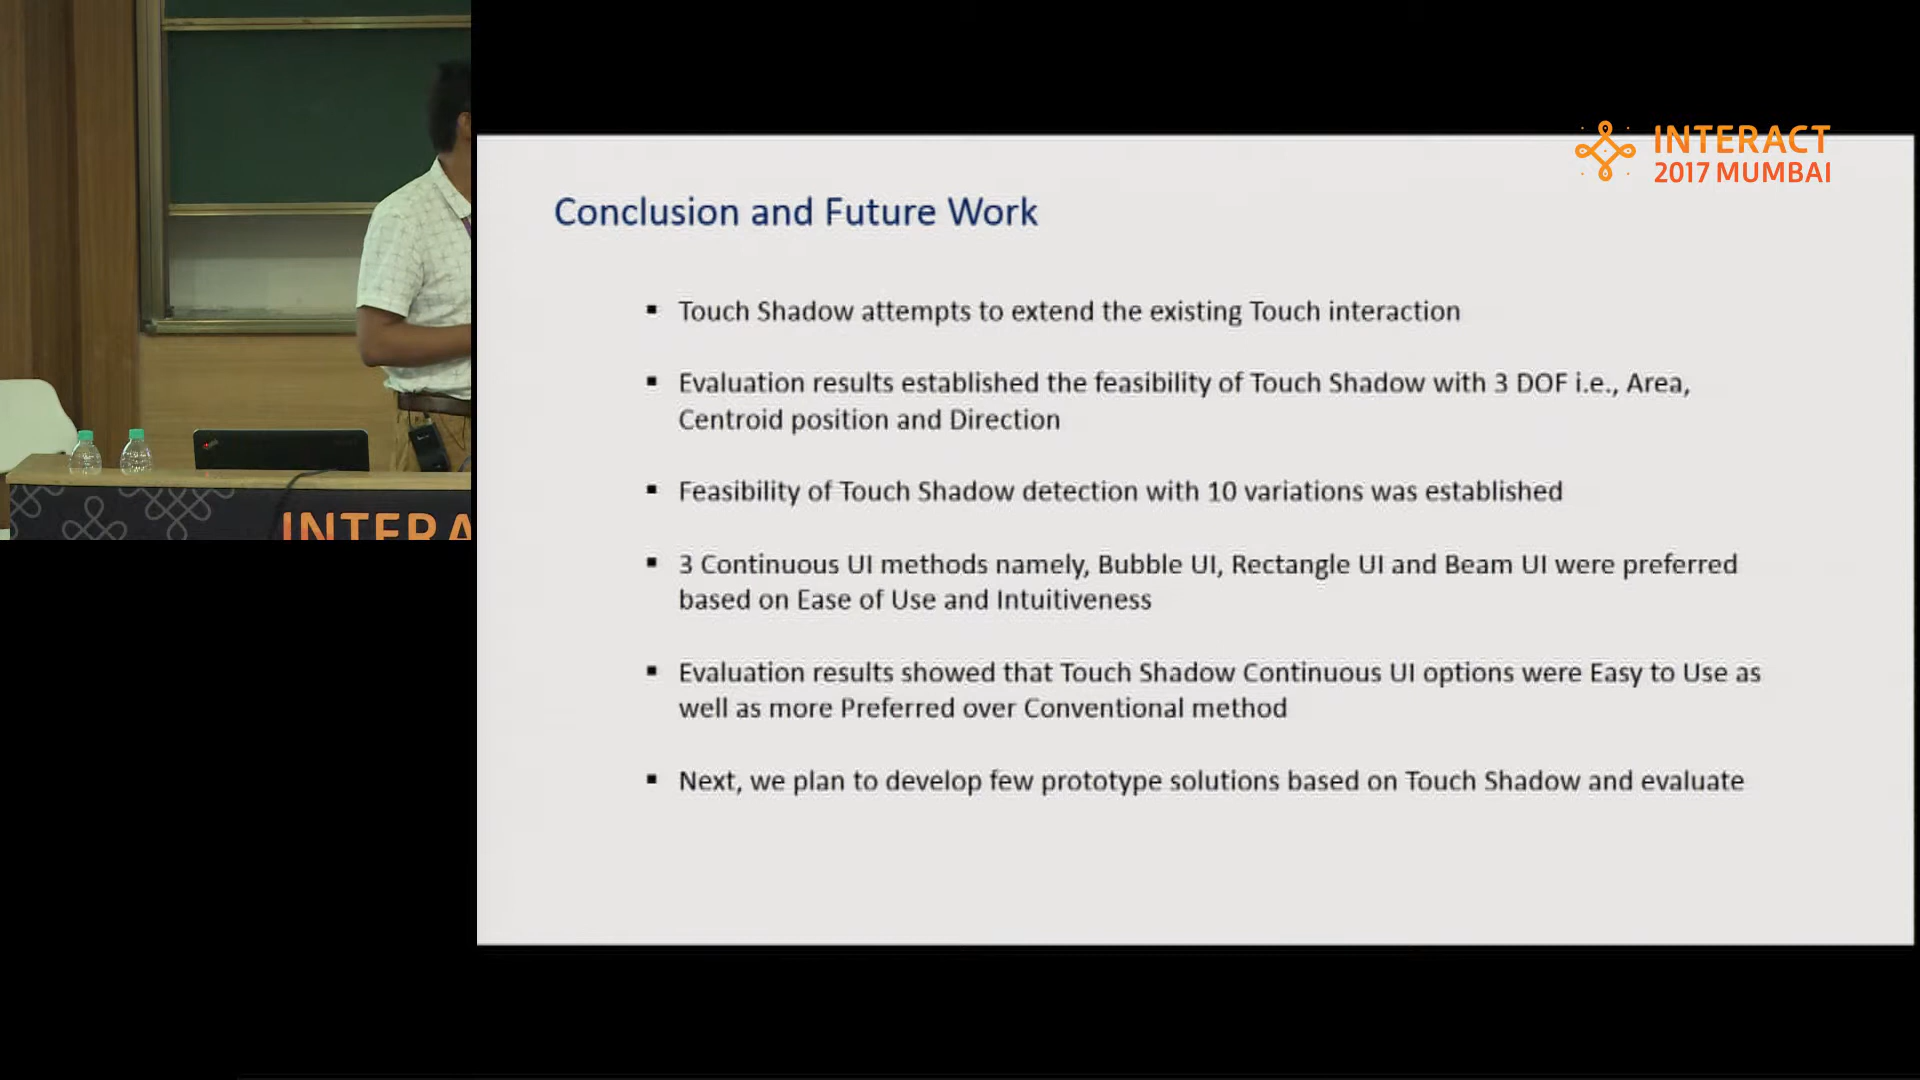 INTERACT
2017 MUMBAI
Conclusion and Future Work
▪ Touch Shadow attempts to extend the existing Touch interaction
▪ Evaluation results established the feasibility of Touch Shadow with 3 DOF i.e., Area,
Centroid position and Direction
▪ Feasibility of Touch Shadow detection with 10 variations was established
▪ 3 Continuous UI methods namely, Bubble UI, Rectangle UI and Beam UI were preferred
based on Ease of Use and Intuitiveness
▪ Evaluation results showed that Touch Shadow Continuous UI options were Easy to Use as
well as more Preferred over Conventional method
▪ Next, we plan to develop few prototype solutions based on Touch Shadow and evaluate
INTERA